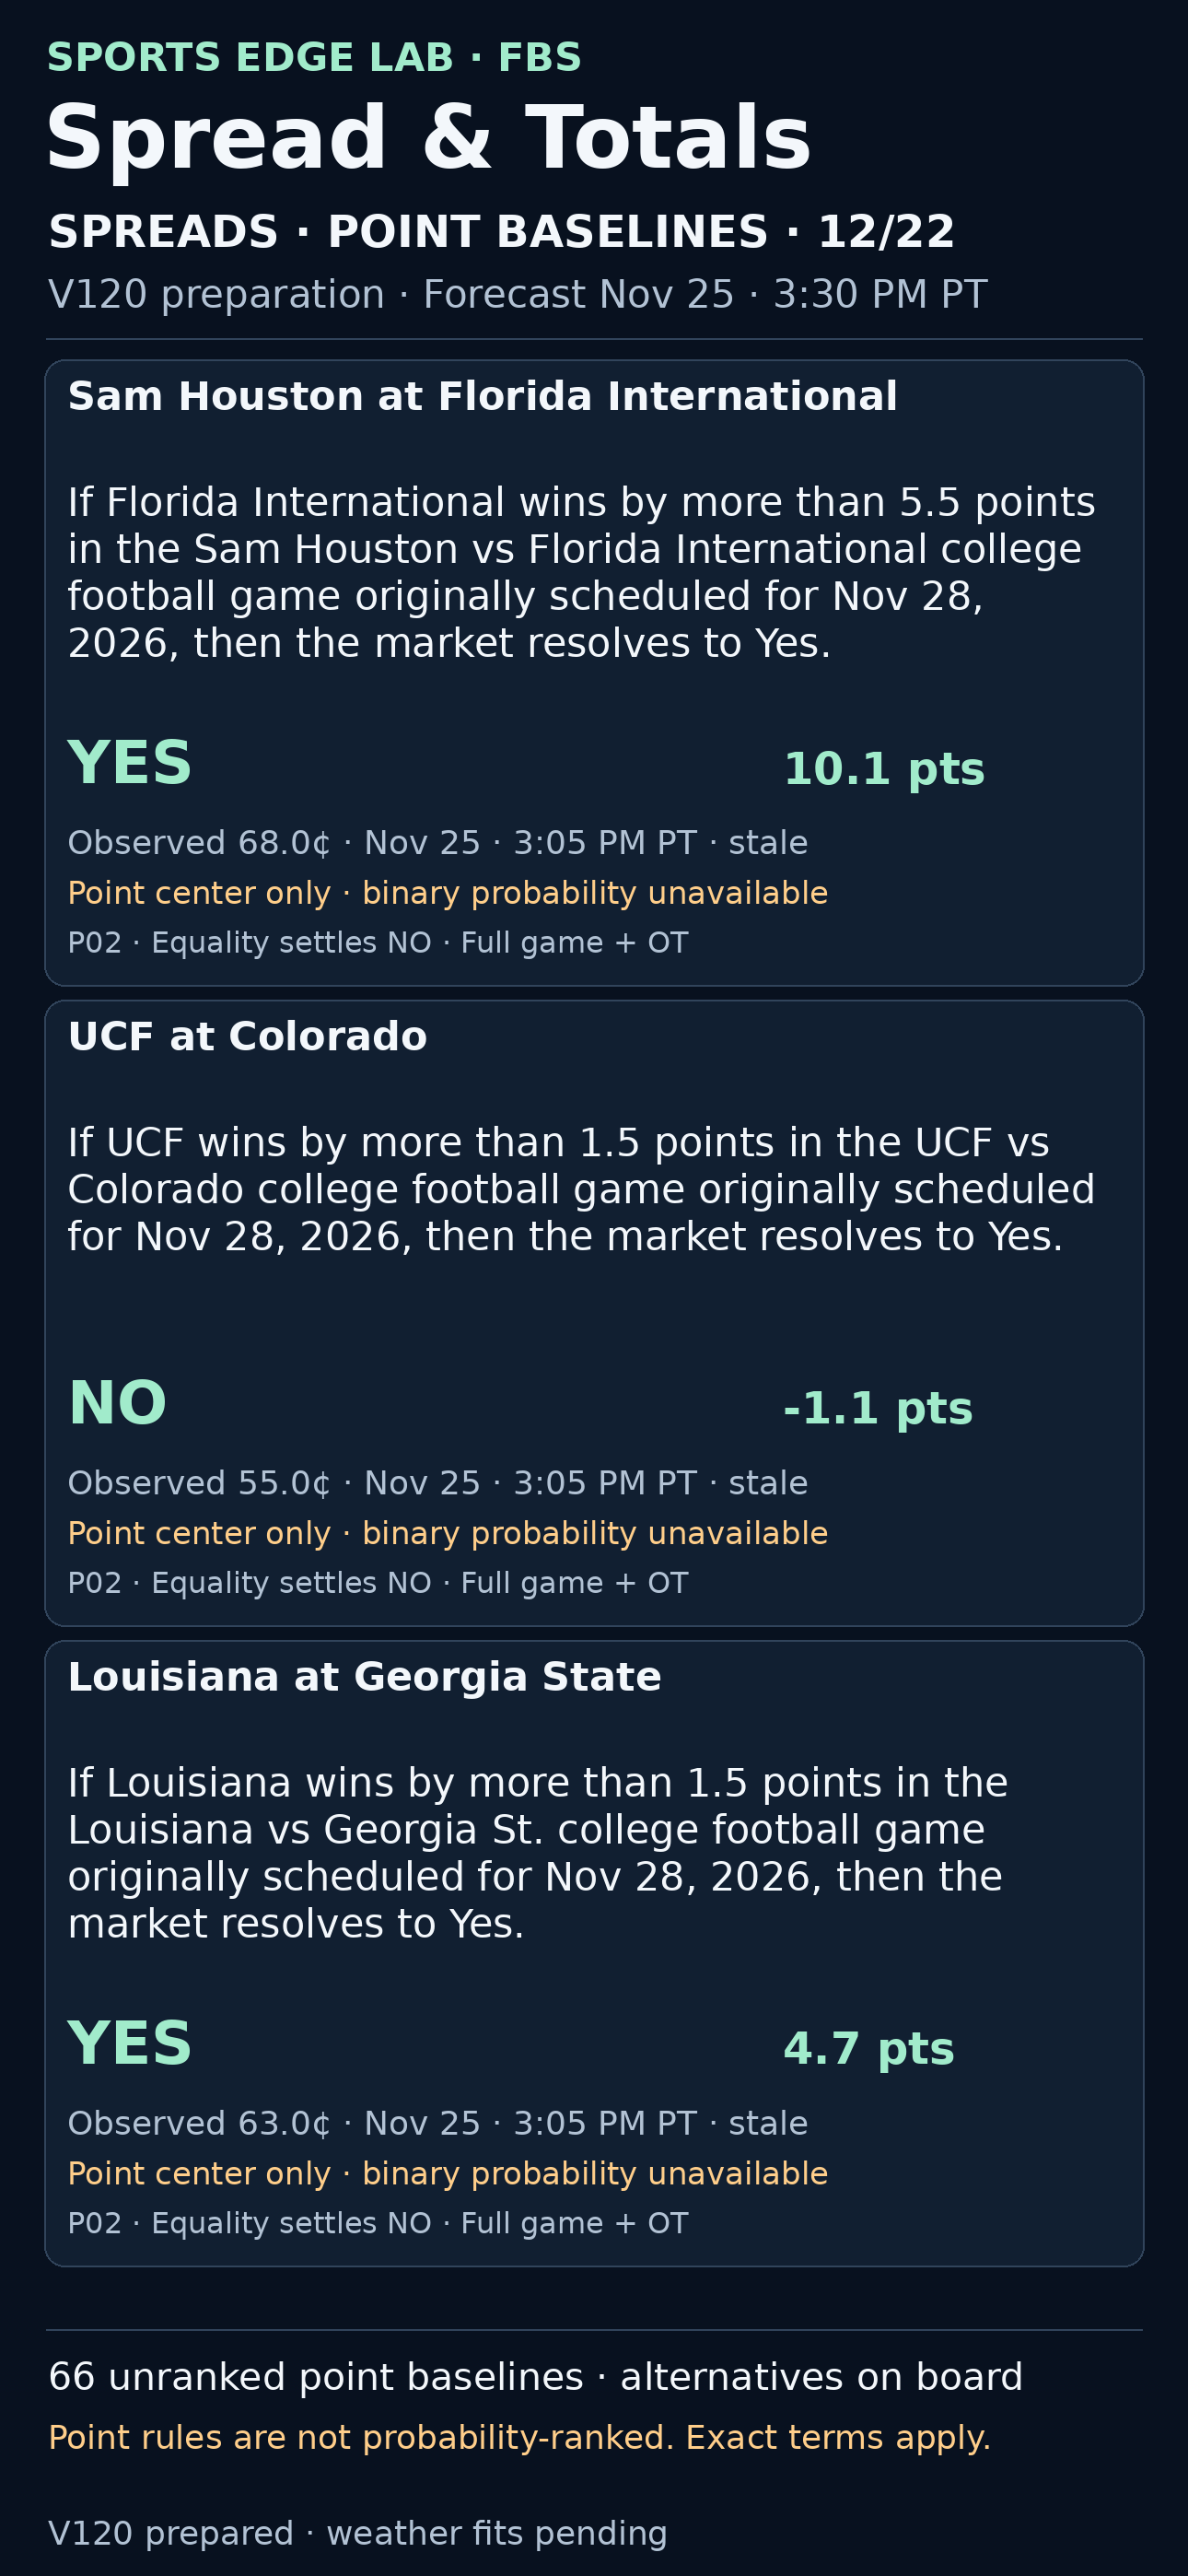 SPORTS EDGE LAB · FBS
Spread & Totals
SPREADS · POINT BASELINES · 12/22
V120 preparation · Forecast Nov 25 · 3:30 PM PT
Sam Houston at Florida International
If Florida International wins by more than 5.5 points
in the Sam Houston vs Florida International college
football game originally scheduled for Nov 28,
2026, then the market resolves to Yes.
YES 10.1 pts
Observed 68.0¢ · Nov 25 · 3:05 PM PT · stale
Point center only · binary probability unavailable
P02 · Equality settles NO · Full game + OT
UCF at Colorado
If UCF wins by more than 1.5 points in the UCF vs
Colorado college football game originally scheduled
for Nov 28, 2026, then the market resolves to Yes.
NO -1.1 pts
Observed 55.0¢ · Nov 25 · 3:05 PM PT · stale
Point center only · binary probability unavailable
P02 · Equality settles NO · Full game + OT
Louisiana at Georgia State
If Louisiana wins by more than 1.5 points in the
Louisiana vs Georgia St. college football game
originally scheduled for Nov 28, 2026, then the
market resolves to Yes.
YES 4.7 pts
Observed 63.0¢ · Nov 25 · 3:05 PM PT · stale
Point center only · binary probability unavailable
P02 · Equality settles NO · Full game + OT
66 unranked point baselines · alternatives on board
Point rules are not probability-ranked. Exact terms apply.
V120 prepared · weather fits pending